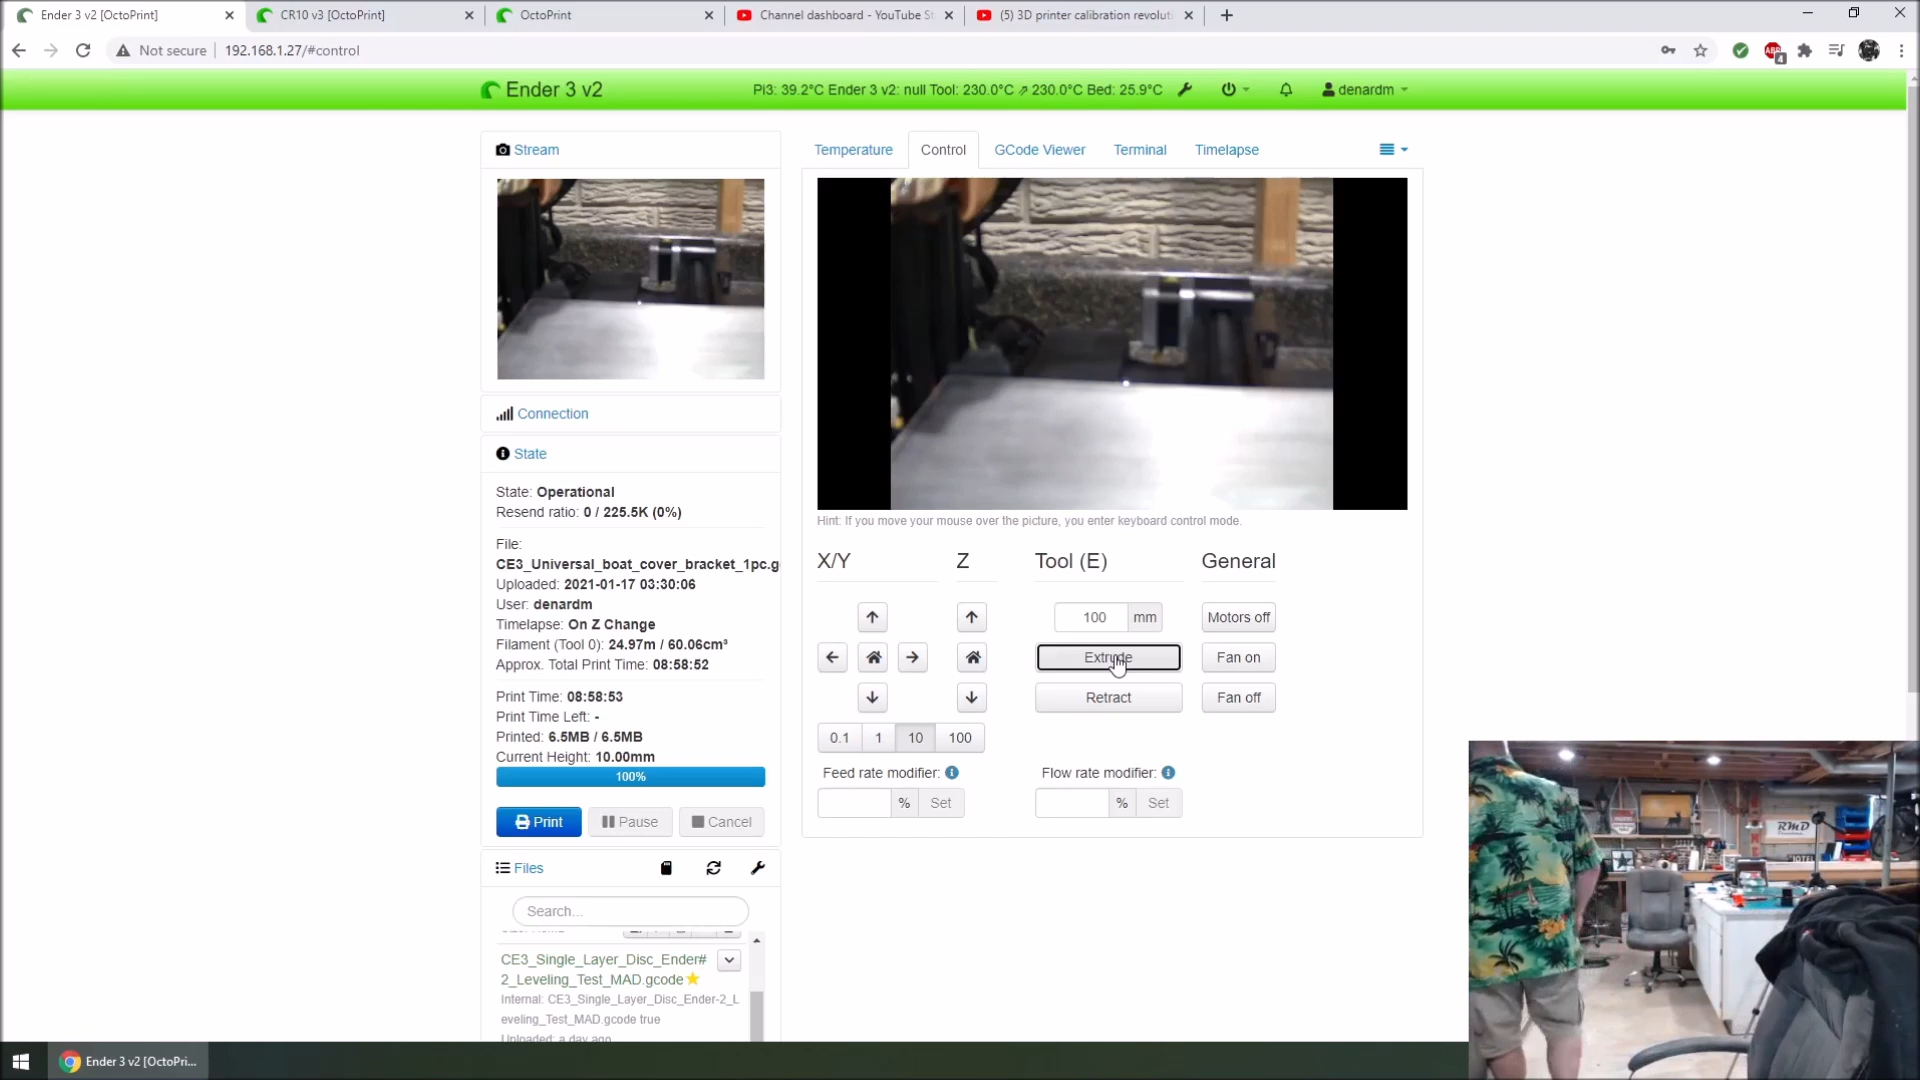 Ender 3 v2 [OctoPrint]
CR10 v3 [OctoPrint]
OctoPrint
Channel dashboard - YouTube St
(5) 3D printer calibration revoluti
Not secure
192.168.1.27/#control
4
Ender 3 v2
Pi3: 39.2°C Ender 3 v2: null Tool: 230.0°C ⇗ 230.0°C Bed: 25.9°C
denardm
Stream
Temperature
Control
GCode Viewer
Terminal
Timelapse
Hint: If you move your mouse over the picture, you enter keyboard control mode.
Connection
State
State: Operational
Resend ratio: 0 / 225.5K (0%)
File:
CE3_Universal_boat_cover_bracket_1pc.g
Uploaded: 2021-01-17 03:30:06
User: denardm
Timelapse: On Z Change
Filament (Tool 0): 24.97m / 60.06cm³
Approx. Total Print Time: 08:58:52
Print Time: 08:58:53
Print Time Left: -
Printed: 6.5MB / 6.5MB
Current Height: 10.00mm
100%
Print
Pause
Cancel
X/Y
Z
Tool (E)
General
100 mm
Motors off
Extrude
Fan on
Retract
Fan off
0.1 1 10 100
Feed rate modifier:
Flow rate modifier:
% Set
% Set
Files
Search...
CE3_Single_Layer_Disc_Ender#
2_Leveling_Test_MAD.gcode
Internal: CE3_Single_Layer_Disc_Ender-2_L
eveling_Test_MAD.gcode true
Uploaded: a day ago
RMD
Ender 3 v2 [OctoPri...